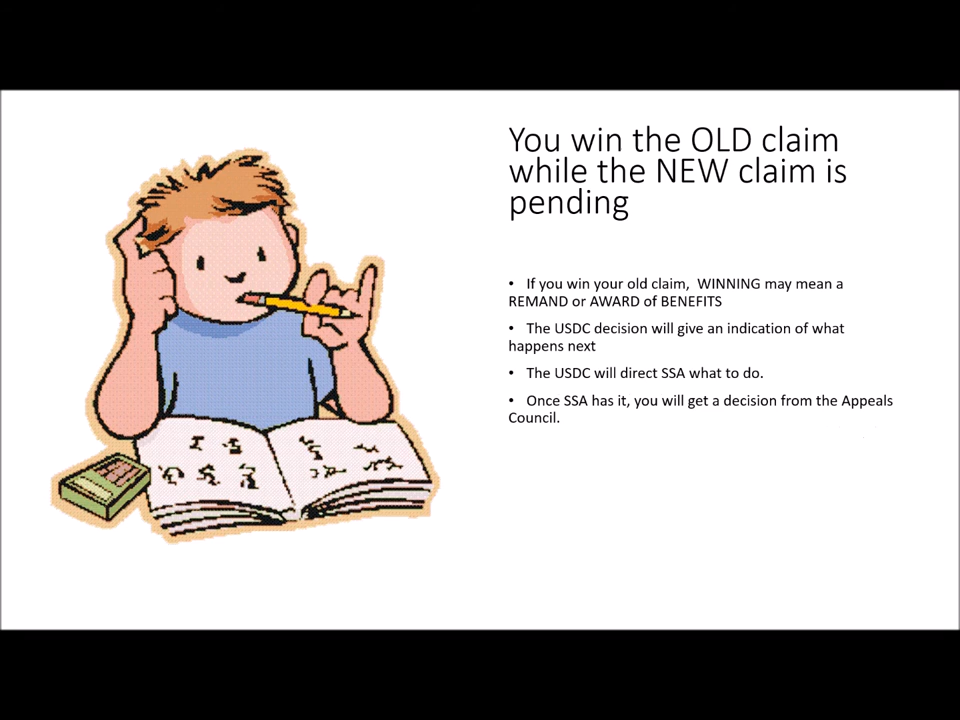 You win the OLD claim
while the NEW claim is
pending
• If you win your old claim, WINNING may mean a
REMAND or AWARD of BENEFITS
• The USDC decision will give an indication of what
happens next
• The USDC will direct SSA what to do.
• Once SSA has it, you will get a decision from the Appeals
Council.